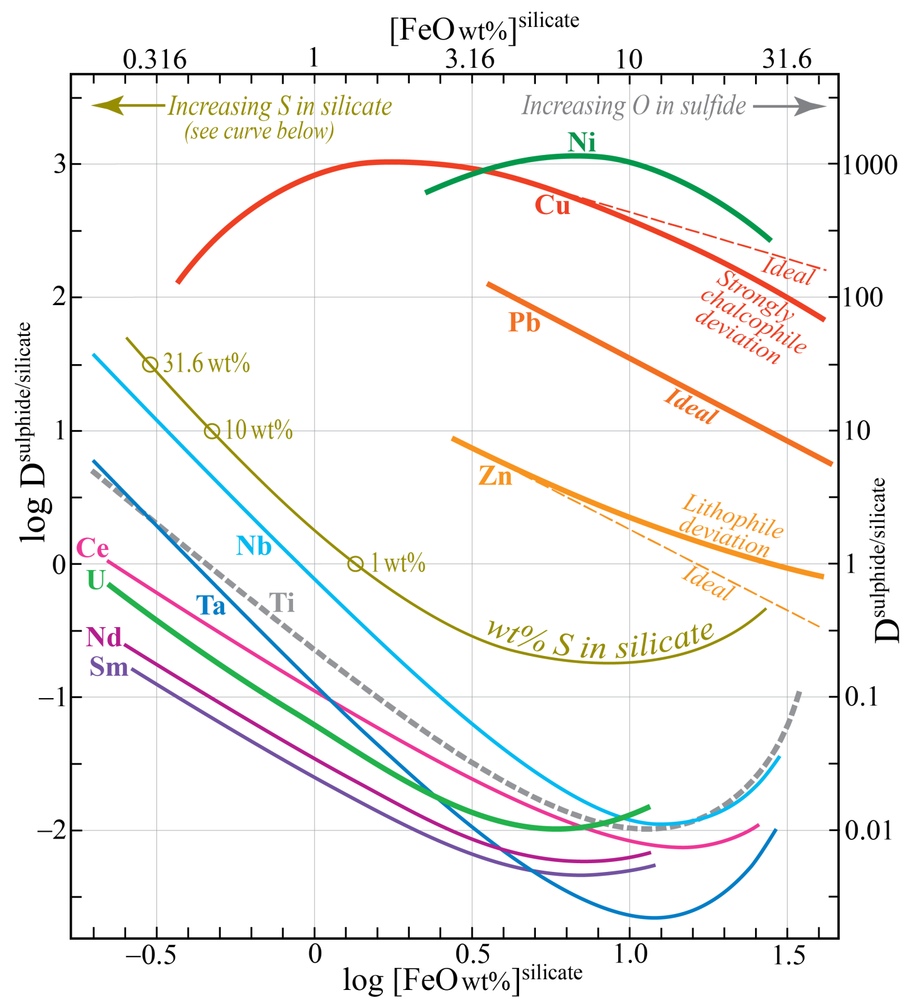 [FeO wt%]silicate
0.316 1 3.16 10 31.6
Increasing S in silicate
(see curve below)
Increasing O in sulfide
Ni
3
1000
Cu
Ideal
Strongly
chalcophile
deviation
2
100
Pb
31.6 wt%
Ideal
1
10 wt%
10
Zn
Lithophile
deviation
Ideal
Nb
Ce
0
1 wt%
1
U
Ta
Ti
Nd
Sm
wt% S in silicate
–1
0.1
–2
0.01
log Dsulphide/silicate
Dsulphide/silicate
–0.5 0 0.5 1.0 1.5
log [FeO wt%]silicate